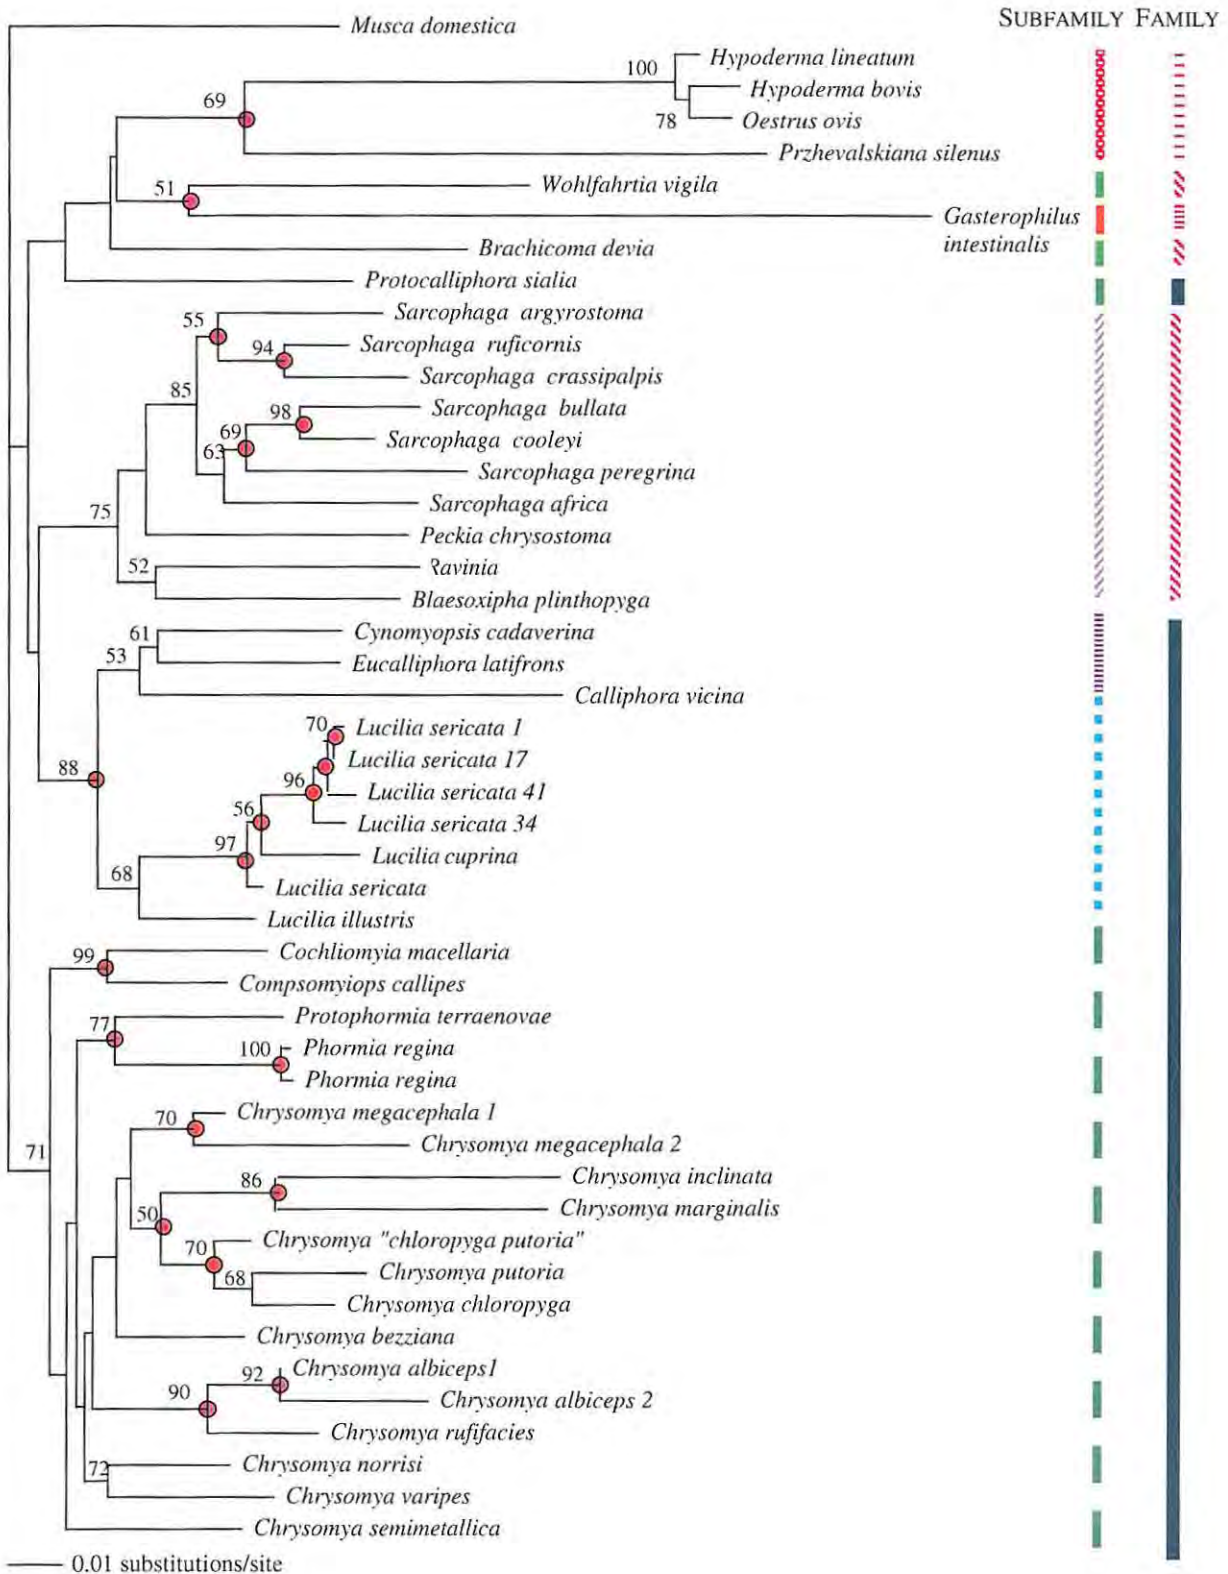 SUBFAMILY FAMILY
Musca domestica
Hypoderma lineatum
100
Hypoderma bovis
69
78
Oestrus ovis
Przhevalskiana silenus
51
Wohlfahrtia vigila
Gasterophilus
intestinalis
Brachicoma devia
Protocalliphora sialia
Sarcophaga argyrostoma
55
Sarcophaga ruficornis
94
Sarcophaga crassipalpis
85
Sarcophaga bullata
98
Sarcophaga cooleyi
69
63
Sarcophaga peregrina
Sarcophaga africa
75
Peckia chrysostoma
52
Ravinia
Blaesoxipha plinthopyga
61
Cynomyopsis cadaverina
53
Eucalliphora latifrons
Calliphora vicina
70
Lucilia sericata 1
Lucilia sericata 17
88
96
Lucilia sericata 41
56
Lucilia sericata 34
97
Lucilia cuprina
68
Lucilia sericata
Lucilia illustris
99
Cochliomyia macellaria
Compsomyiops callipes
77
Protophormia terraenovae
100
Phormia regina
Phormia regina
70
Chrysomya megacephala 1
Chrysomya megacephala 2
71
86
Chrysomya inclinata
50
Chrysomya marginalis
70
Chrysomya "chloropyga putoria"
68
Chrysomya putoria
Chrysomya chloropyga
Chrysomya bezziana
92
Chrysomya albiceps1
90
Chrysomya albiceps 2
Chrysomya rufifacies
72
Chrysomya norrisi
Chrysomya varipes
Chrysomya semimetallica
0.01 substitutions/site